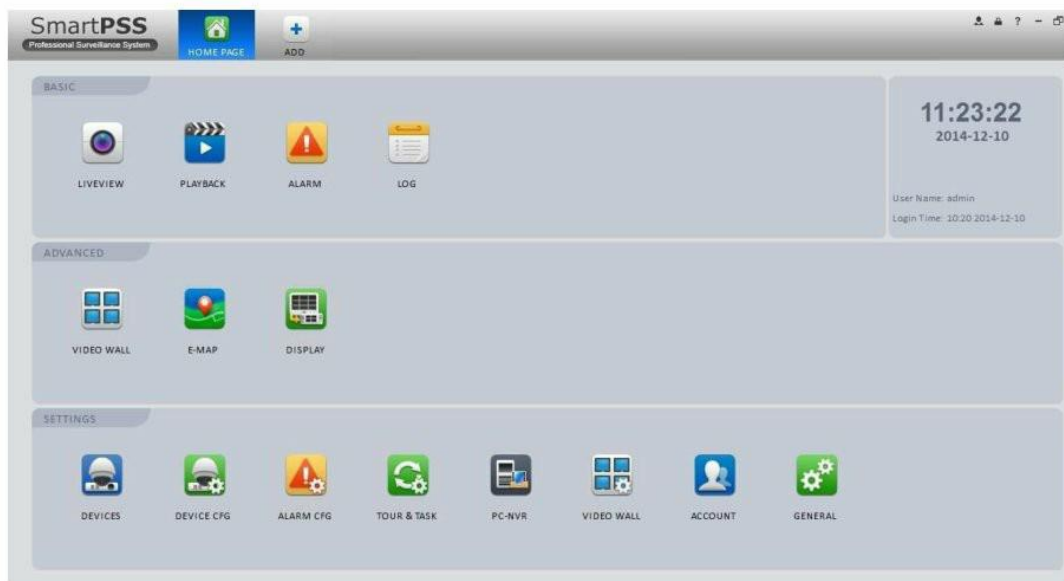 SmartPSS
Professional Surveillance System
HOME PAGE
ADD
?
BASIC
LIVEVIEW
PLAYBACK
ALARM
LOG
11:23:22
2014-12-10
User Name: admin
Login Time: 10:20 2014-12-10
ADVANCED
VIDEO WALL
E-MAP
DISPLAY
SETTINGS
DEVICES
DEVICE CFG
ALARM CFG
TOUR & TASK
PC-NVR
VIDEO WALL
ACCOUNT
GENERAL